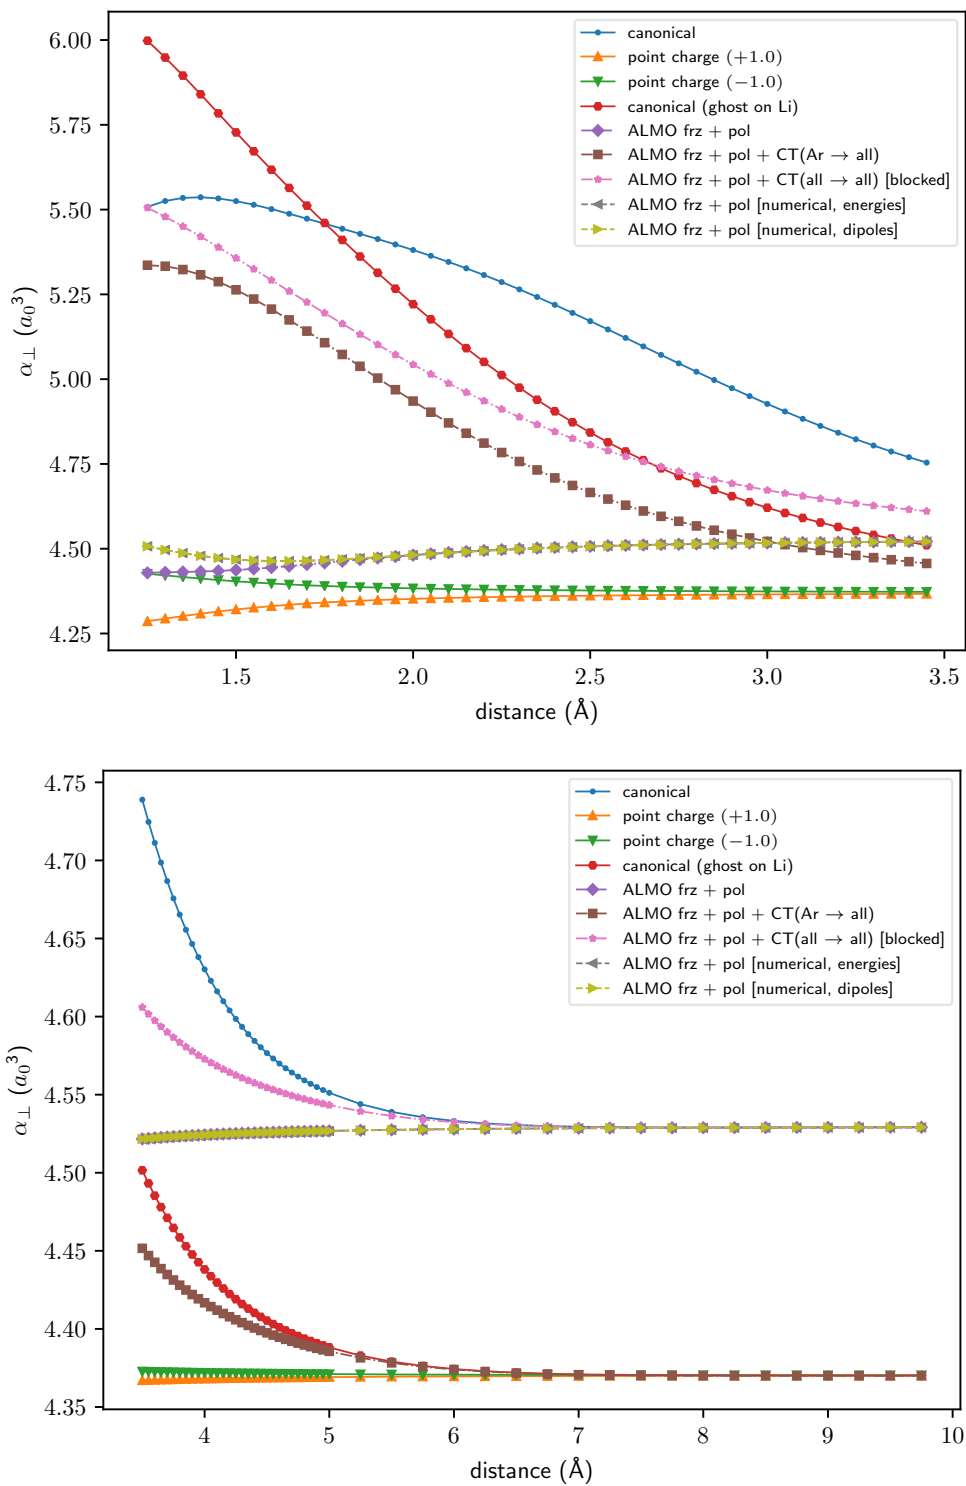 6.00
5.75
5.50
5.25
5.00
4.75
4.50
4.25
α⊥ (a₀³)
canonical
point charge (+1.0)
point charge (−1.0)
canonical (ghost on Li)
ALMO frz + pol
ALMO frz + pol + CT(Ar → all)
ALMO frz + pol + CT(all → all) [blocked]
ALMO frz + pol [numerical, energies]
ALMO frz + pol [numerical, dipoles]
1.5 2.0 2.5 3.0 3.5
distance (Å)
4.75
4.70
4.65
4.60
4.55
4.50
4.45
4.40
4.35
α⊥ (a₀³)
canonical
point charge (+1.0)
point charge (−1.0)
canonical (ghost on Li)
ALMO frz + pol
ALMO frz + pol + CT(Ar → all)
ALMO frz + pol + CT(all → all) [blocked]
ALMO frz + pol [numerical, energies]
ALMO frz + pol [numerical, dipoles]
4 5 6 7 8 9 10
distance (Å)